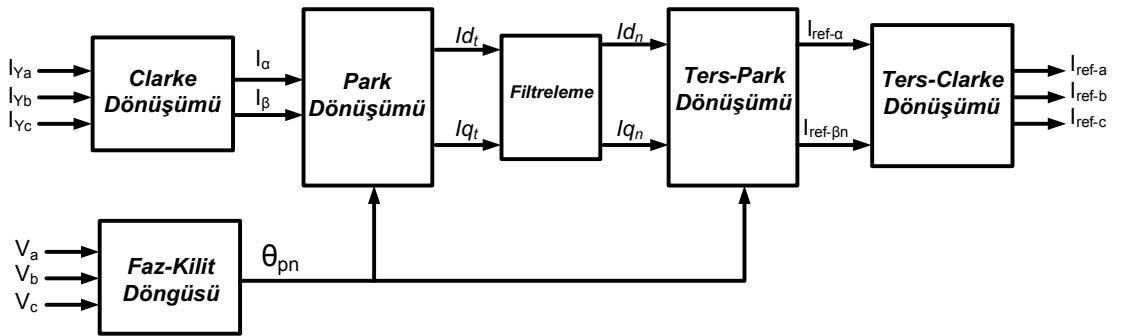 I_Ya
I_Yb
I_Yc
Clarke
Dönüşümü
I_α
I_β
Park
Dönüşümü
Id_t
Iq_t
Filtreleme
Id_n
Iq_n
Ters-Park
Dönüşümü
I_ref-α
I_ref-βn
Ters-Clarke
Dönüşümü
I_ref-a
I_ref-b
I_ref-c
V_a
V_b
V_c
Faz-Kilit
Döngüsü
θ_pn